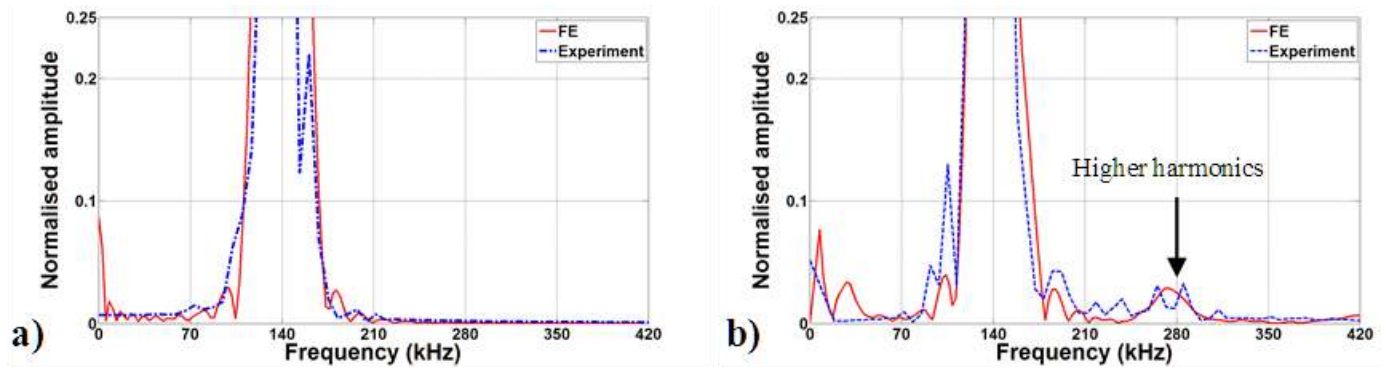 0.25
0.2
0.1
0
Normalised amplitude
FE
Experiment
0 70 140 210 280 350 420
Frequency (kHz)
a)
0.25
0.2
0.1
0
Normalised amplitude
FE
Experiment
Higher harmonics
0 70 140 210 280 350 420
Frequency (kHz)
b)